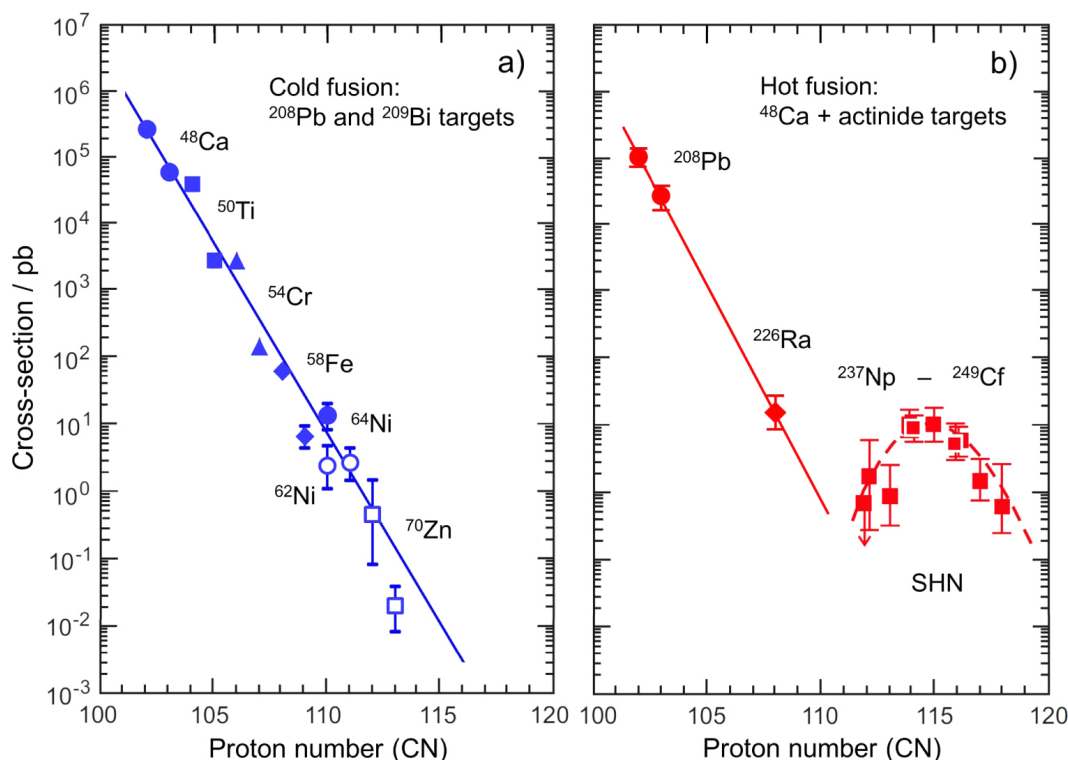 Cross-section / pb
10⁷
10⁶
10⁵
10⁴
10³
10²
10¹
10⁰
10⁻¹
10⁻²
10⁻³
a)
Cold fusion:
²⁰⁸Pb and ²⁰⁹Bi targets
⁴⁸Ca
⁵⁰Ti
⁵⁴Cr
⁵⁸Fe
⁶⁴Ni
⁶²Ni
⁷⁰Zn
100 105 110 115 120
Proton number (CN)
b)
Hot fusion:
⁴⁸Ca + actinide targets
²⁰⁸Pb
²²⁶Ra
²³⁷Np – ²⁴⁹Cf
SHN
100 105 110 115 120
Proton number (CN)